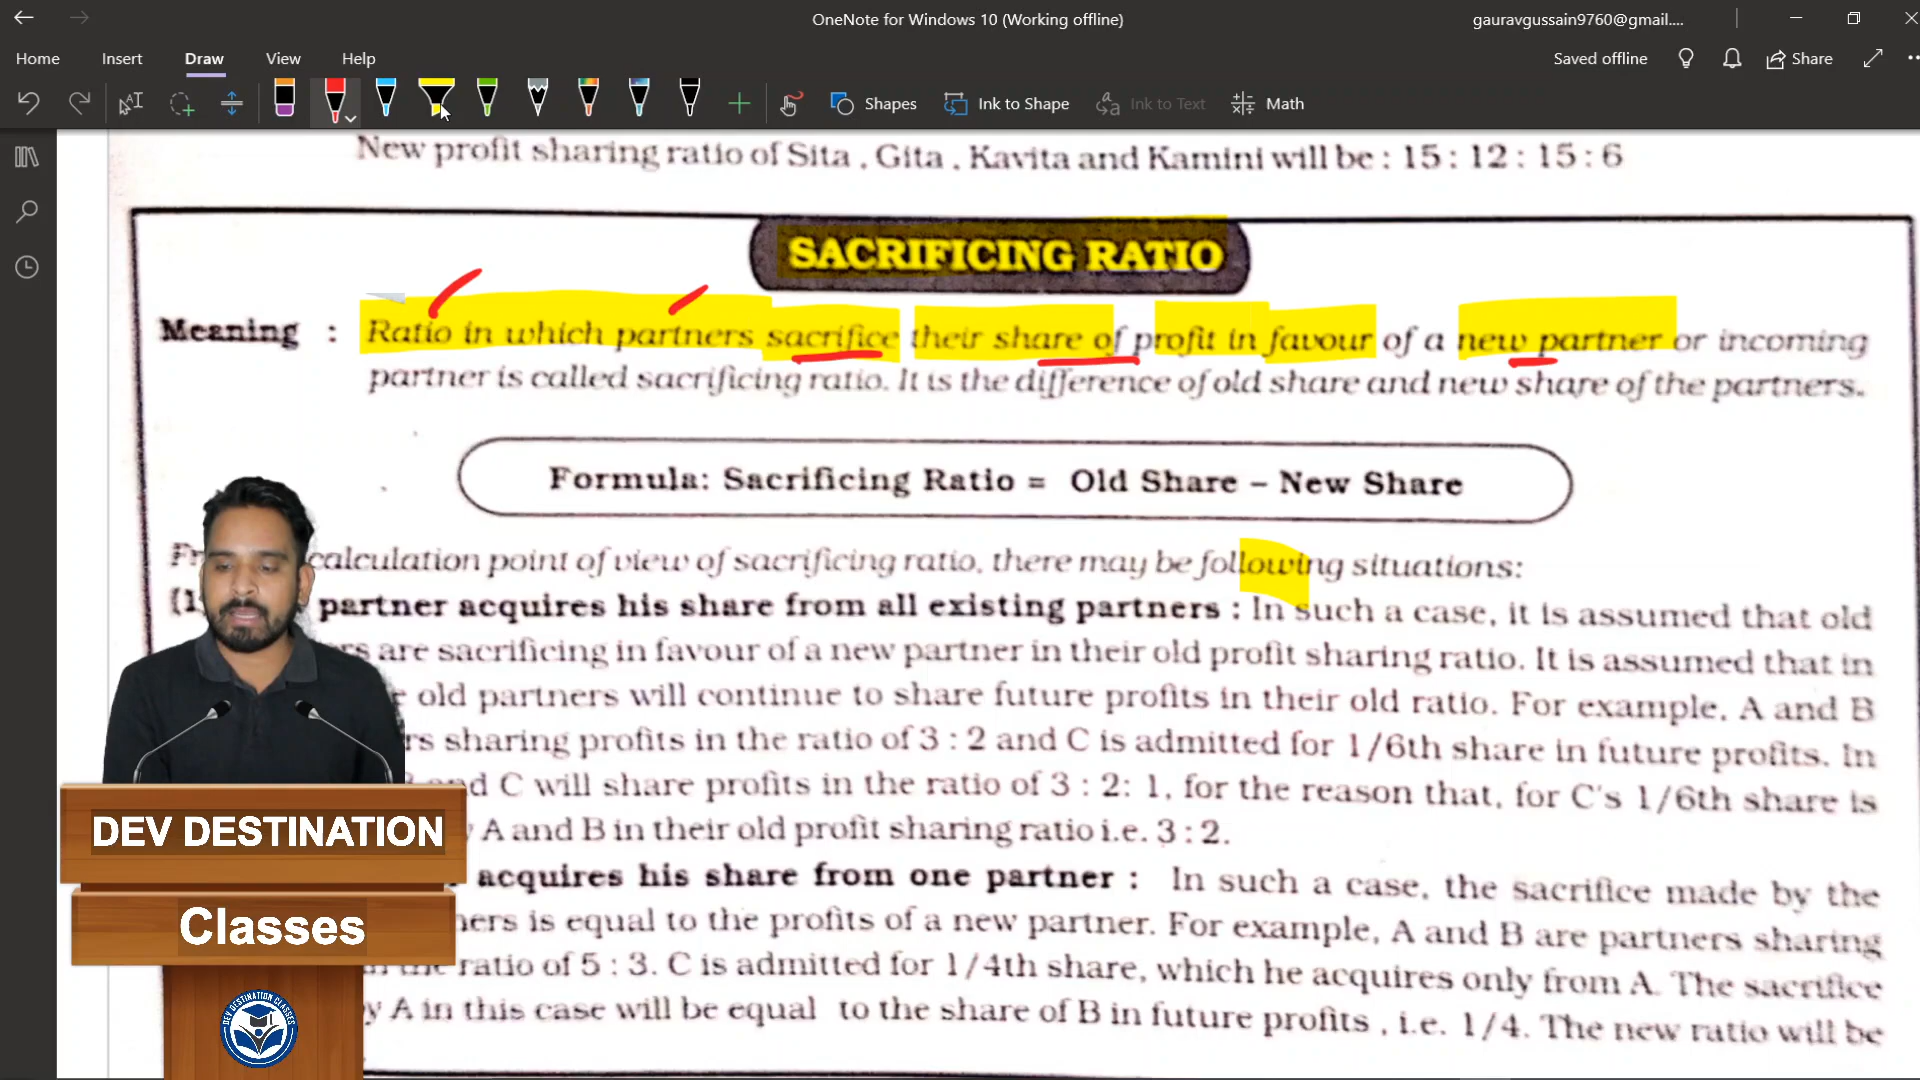 OneNote for Windows 10 (Working offline)
gauravgussain9760@gmail....
Home Insert Draw View Help
Saved offline Share
Shapes Ink to Shape Ink to Text Math
New profit sharing ratio of Sita , Gita , Kavita and Kamini will be : 15 : 12 : 15 : 6
SACRIFICING RATIO
Meaning : Ratio in which partners sacrifice their share of profit in favour of a new partner or incoming
partner is called sacrificing ratio. It is the difference of old share and new share of the partners.
Formula: Sacrificing Ratio = Old Share – New Share
calculation point of view of sacrificing ratio, there may be following situations:
(1) partner acquires his share from all existing partners : In such a case, it is assumed that old
are sacrificing in favour of a new partner in their old profit sharing ratio. It is assumed that in
old partners will continue to share future profits in their old ratio. For example, A and B
sharing profits in the ratio of 3 : 2 and C is admitted for 1/6th share in future profits. In
C will share profits in the ratio of 3 : 2: 1, for the reason that, for C's 1/6th share is
A and B in their old profit sharing ratio i.e. 3 : 2.
acquires his share from one partner : In such a case, the sacrifice made by the
is equal to the profits of a new partner. For example, A and B are partners sharing
ratio of 5 : 3. C is admitted for 1/4th share, which he acquires only from A. The sacrifice
A in this case will be equal to the share of B in future profits , i.e. 1/4. The new ratio will be
DEV DESTINATION
Classes
DEV DESTINATION CLASSES